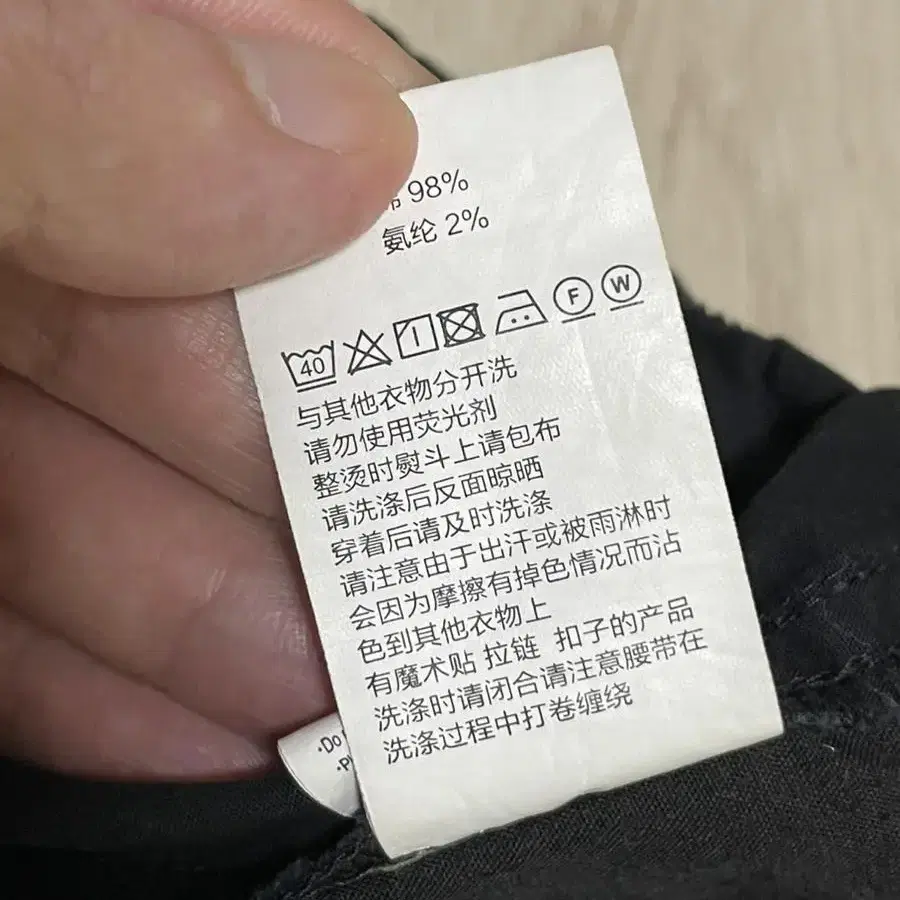 98%
氨纶 2%
40 F W
与其他衣物分开洗
请勿使用荧光剂
整烫时熨斗上请包布
请洗涤后反面晾晒
穿着后请及时洗涤
请注意由于出汗或被雨淋时
会因为摩擦有掉色情况而沾
色到其他衣物上
有魔术贴 拉链 扣子的产品
洗涤时请闭合请注意腰带在
洗涤过程中打卷缠绕
·Do